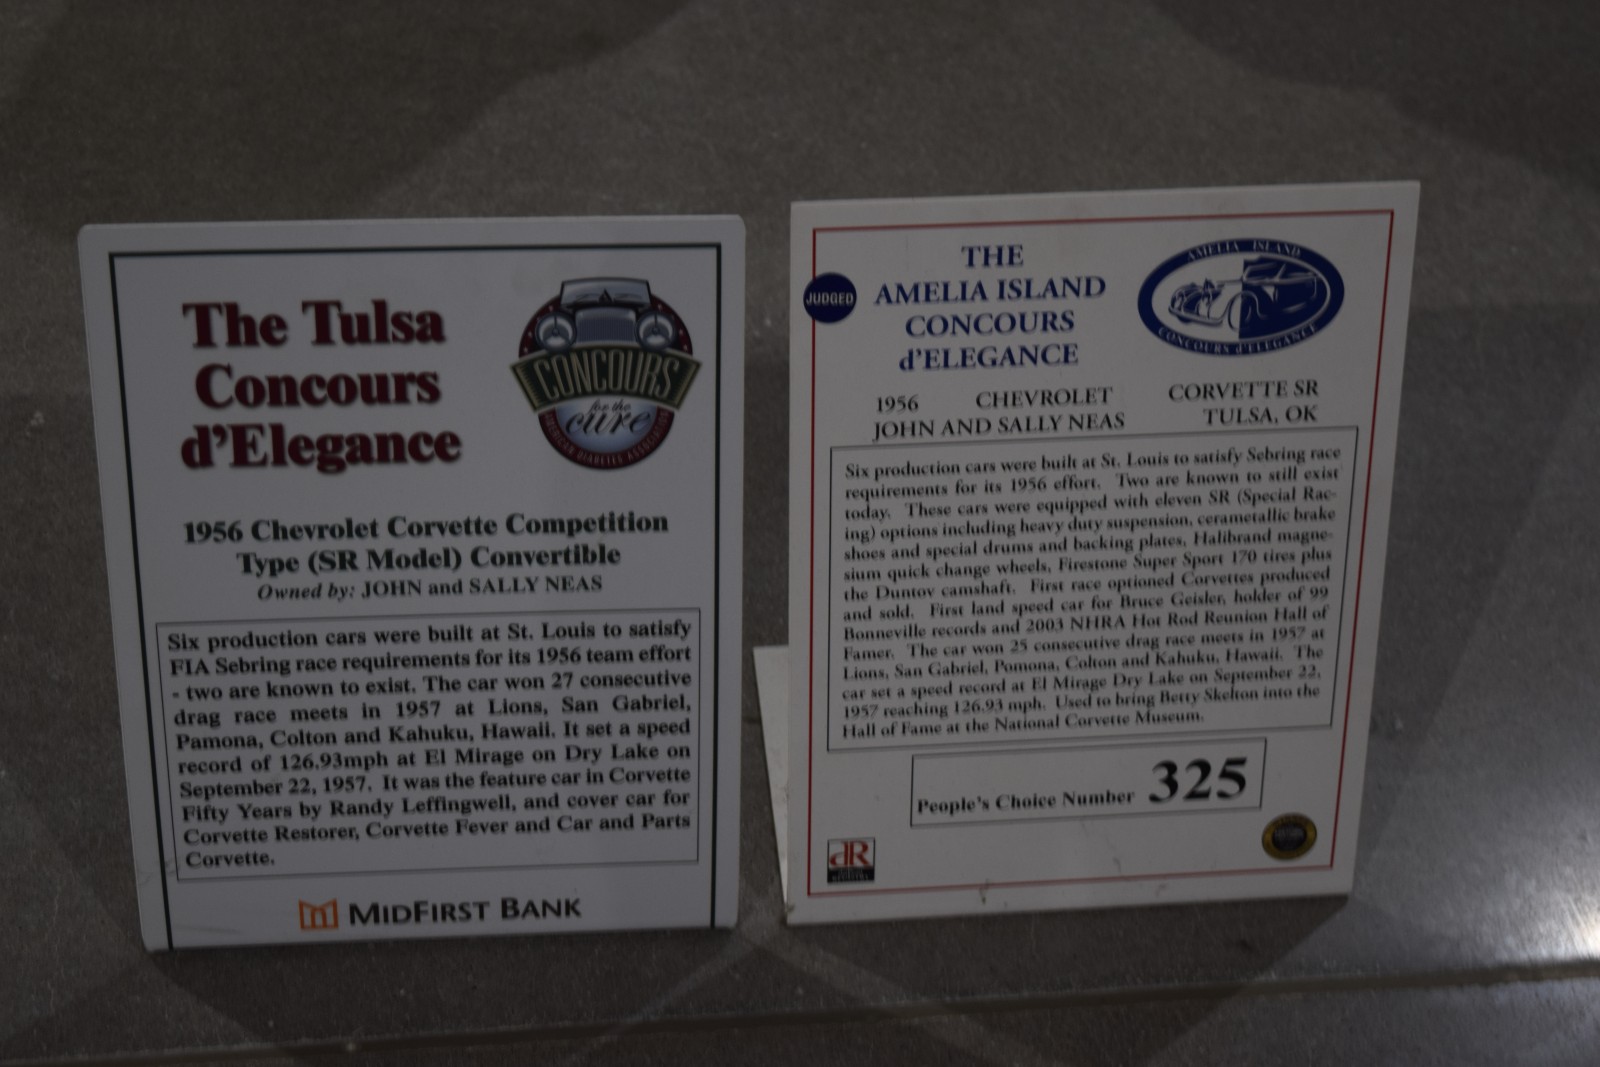 The Tulsa
Concours
d'Elegance
CONCOURS
for the
cure
AMERICAN DIABETES ASSOCIATION
1956 Chevrolet Corvette Competition
Type (SR Model) Convertible
Owned by: JOHN and SALLY NEAS
Six production cars were built at St. Louis to satisfy
FIA Sebring race requirements for its 1956 team effort
- two are known to exist. The car won 27 consecutive
drag race meets in 1957 at Lions, San Gabriel,
Pamona, Colton and Kahuku, Hawaii. It set a speed
record of 126.93mph at El Mirage on Dry Lake on
September 22, 1957. It was the feature car in Corvette
Fifty Years by Randy Leffingwell, and cover car for
Corvette Restorer, Corvette Fever and Car and Parts
Corvette.
MIDFIRST BANK
JUDGED
THE
AMELIA ISLAND
CONCOURS
d'ELEGANCE
AMELIA ISLAND
CONCOURS d'ELEGANCE
1956 CHEVROLET CORVETTE SR
JOHN AND SALLY NEAS TULSA, OK
Six production cars were built at St. Louis to satisfy Sebring race
requirements for its 1956 effort. Two are known to still exist
today. These cars were equipped with eleven SR (Special Rac-
ing) options including heavy duty suspension, cerametallic brake
shoes and special drums and backing plates, Halibrand magne-
sium quick change wheels, Firestone Super Sport 170 tires plus
the Duntov camshaft. First race optioned Corvettes produced
and sold. First land speed car for Bruce Geisler, holder of 99
Bonneville records and 2003 NHRA Hot Rod Reunion Hall of
Famer. The car won 25 consecutive drag race meets in 1957 at
Lions, San Gabriel, Pomona, Colton and Kahuku, Hawaii. The
car set a speed record at El Mirage Dry Lake on September 22,
1957 reaching 126.93 mph. Used to bring Betty Skelton into the
Hall of Fame at the National Corvette Museum.
People's Choice Number 325
dR